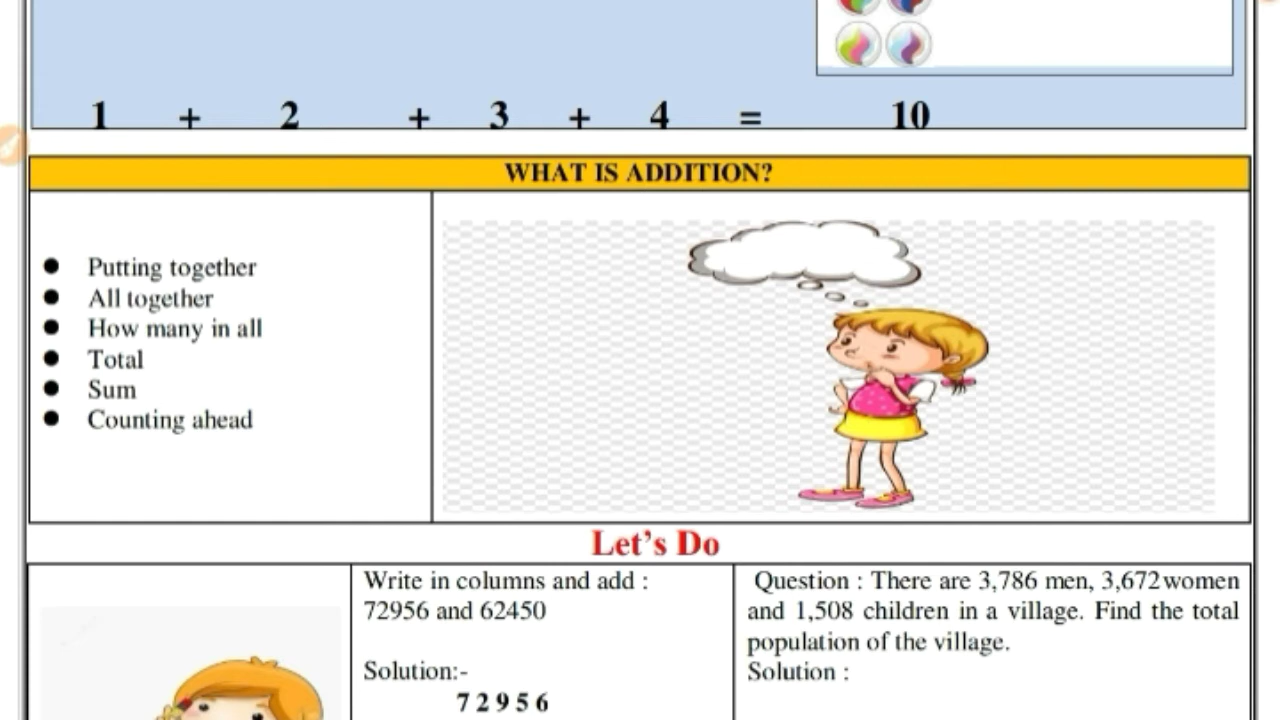 1 + 2 + 3 + 4 = 10
WHAT IS ADDITION?
● Putting together
● All together
● How many in all
● Total
● Sum
● Counting ahead
Let's Do
Write in columns and add :
72956 and 62450
Solution:-
7 2 9 5 6
Question : There are 3,786 men, 3,672women
and 1,508 children in a village. Find the total
population of the village.
Solution :